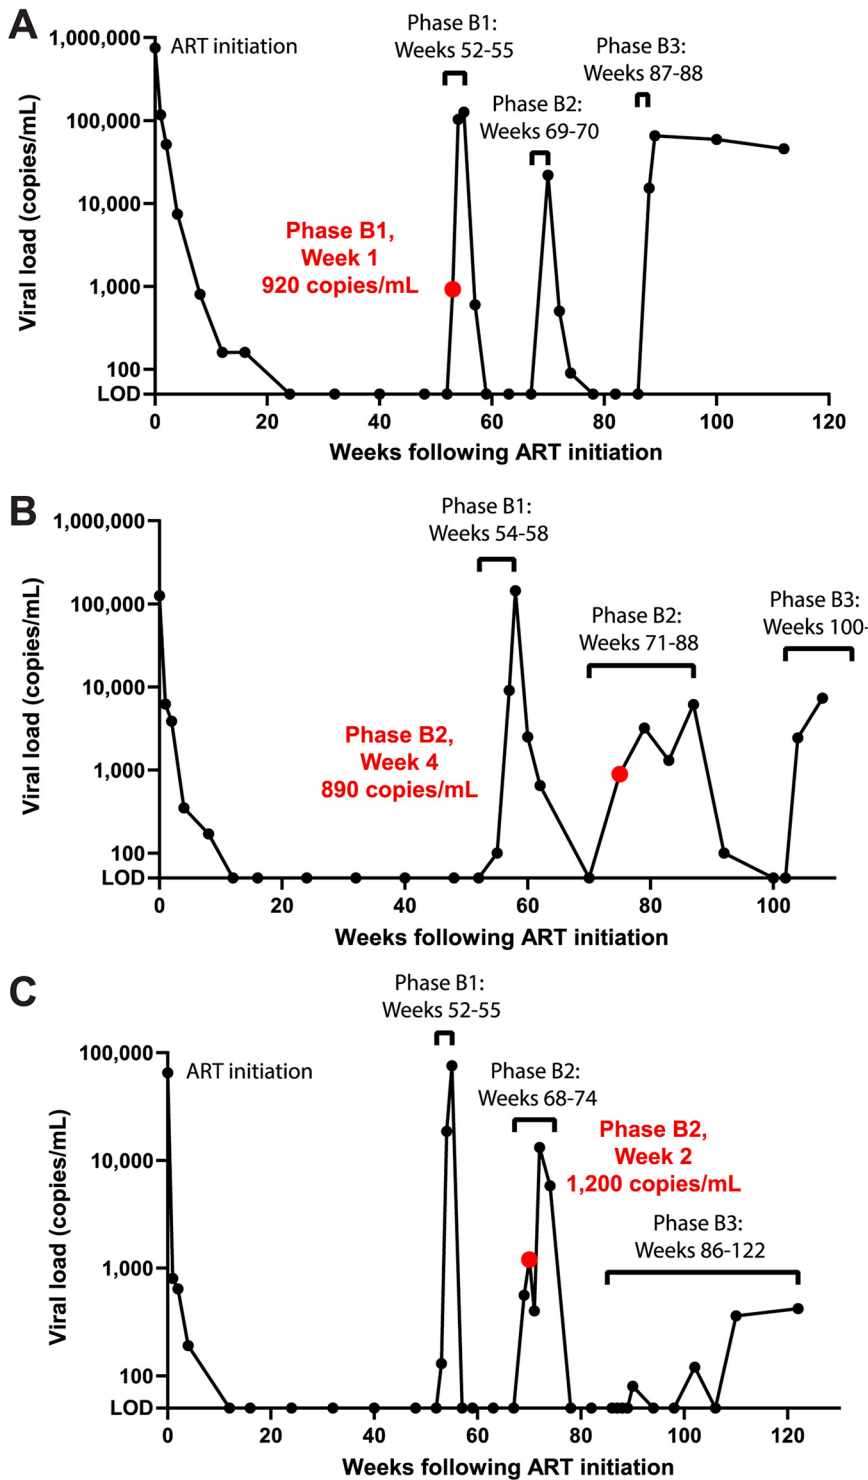 A
Phase B1:
Weeks 52-55
Phase B2:
Weeks 69-70
Phase B3:
Weeks 87-88
ART initiation
Phase B1,
Week 1
920 copies/mL
Viral load (copies/mL)
1,000,000
100,000
10,000
1,000
100
LOD
0 20 40 60 80 100 120
Weeks following ART initiation
B
Phase B1:
Weeks 54-58
Phase B2:
Weeks 71-88
Phase B3:
Weeks 100-
Phase B2,
Week 4
890 copies/mL
Viral load (copies/mL)
1,000,000
100,000
10,000
1,000
100
LOD
0 20 40 60 80 100
Weeks following ART initiation
C
Phase B1:
Weeks 52-55
ART initiation
Phase B2:
Weeks 68-74
Phase B2,
Week 2
1,200 copies/mL
Phase B3:
Weeks 86-122
Viral load (copies/mL)
100,000
10,000
1,000
100
LOD
0 20 40 60 80 100 120
Weeks following ART initiation